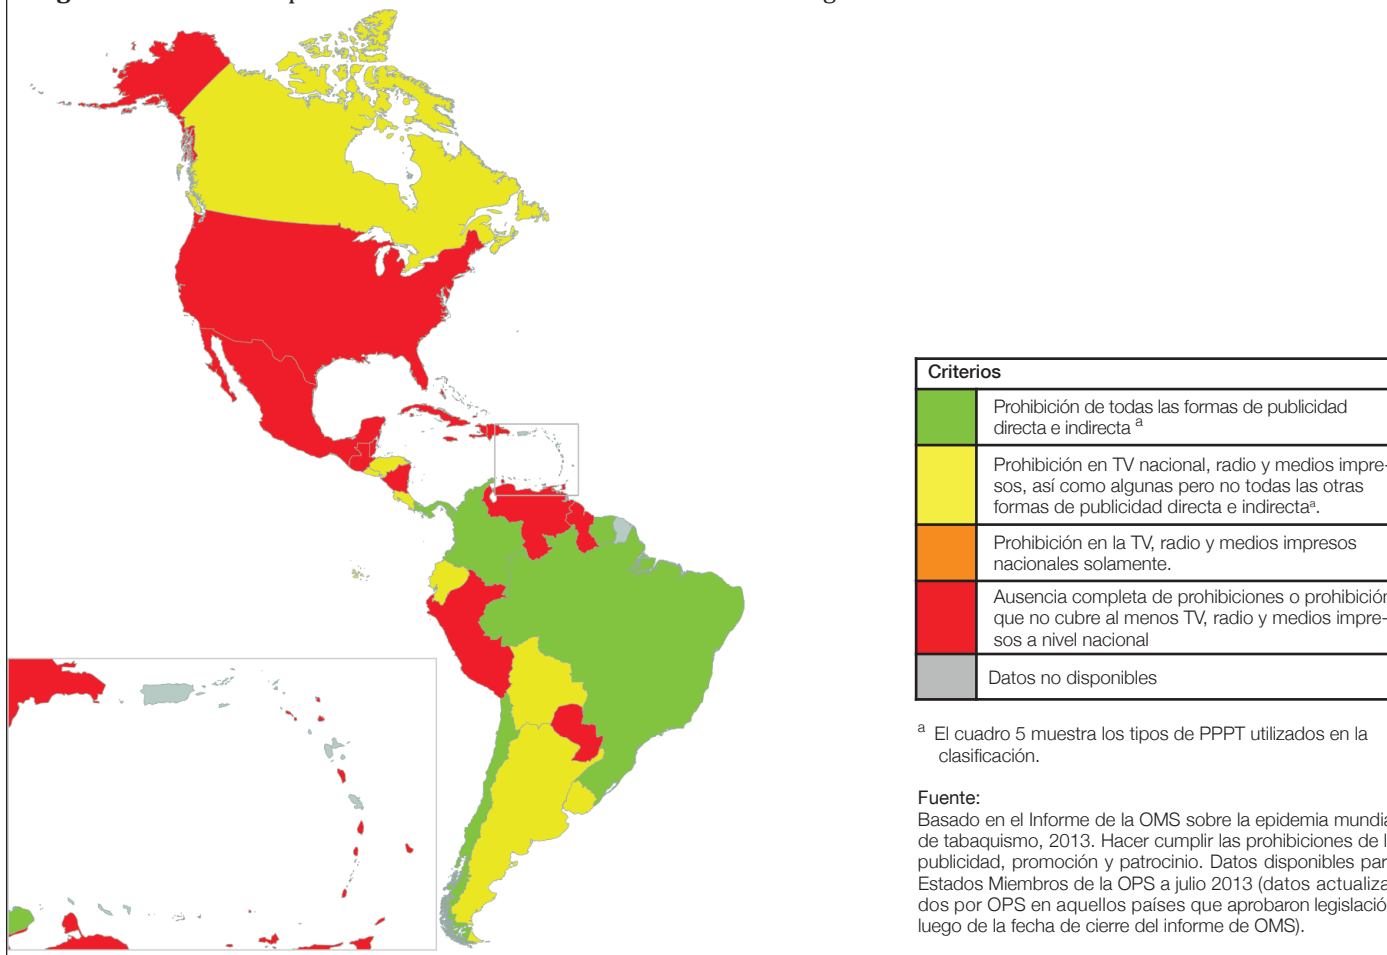 Criterios
Prohibición de todas las formas de publicidad
directa e indirecta a
Prohibición en TV nacional, radio y medios impre-
sos, así como algunas pero no todas las otras
formas de publicidad directa e indirectaa.
Prohibición en la TV, radio y medios impresos
nacionales solamente.
Ausencia completa de prohibiciones o prohibición
que no cubre al menos TV, radio y medios impre-
sos a nivel nacional
Datos no disponibles
a El cuadro 5 muestra los tipos de PPPT utilizados en la
clasificación.
Fuente:
Basado en el Informe de la OMS sobre la epidemia mundia
de tabaquismo, 2013. Hacer cumplir las prohibiciones de l
publicidad, promoción y patrocinio. Datos disponibles par
Estados Miembros de la OPS a julio 2013 (datos actualiza
dos por OPS en aquellos países que aprobaron legislació
luego de la fecha de cierre del informe de OMS).